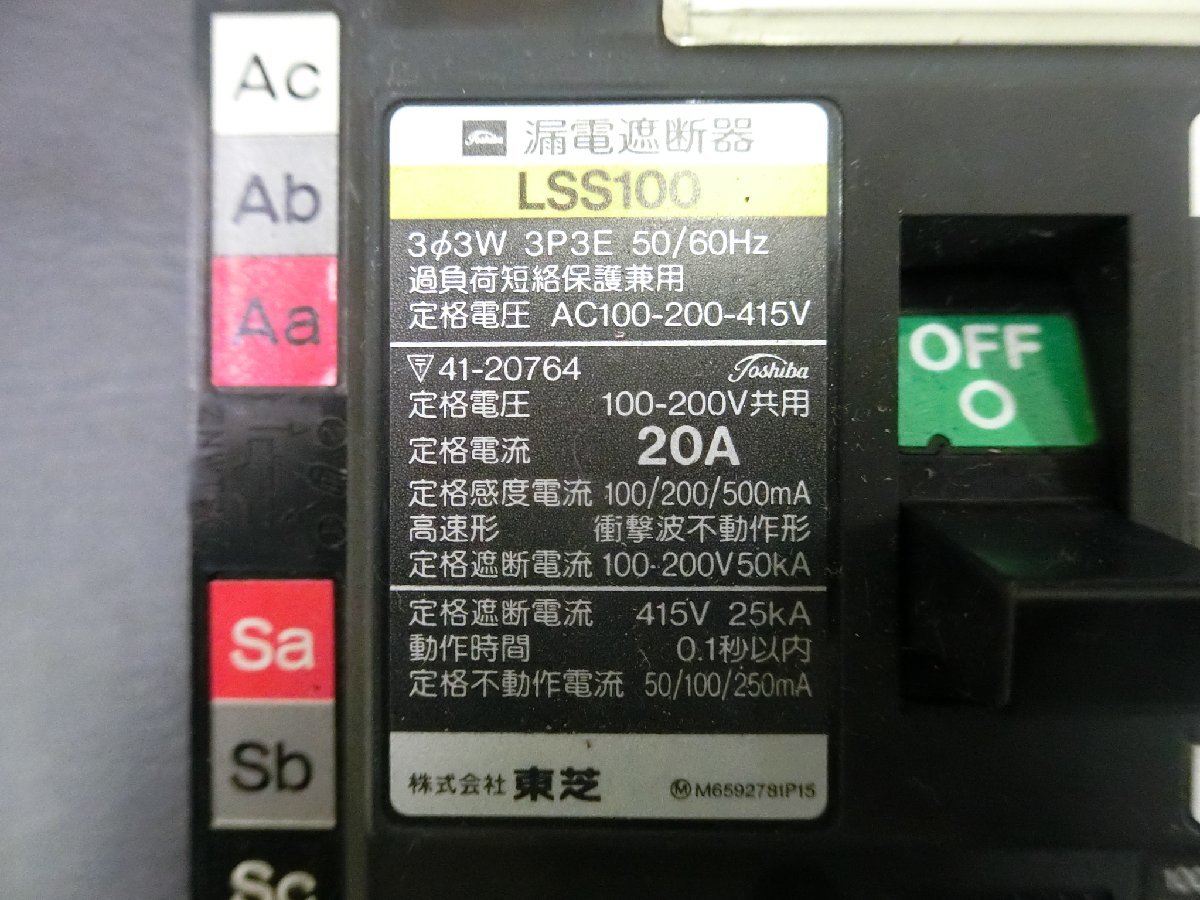 Ac
Ab
Aa
Sa
Sb
Sc
Toshiba 漏電遮断器
LSS100
3φ3W 3P3E 50/60Hz
過負荷短絡保護兼用
定格電圧 AC100-200-415V
41-20764 Toshiba
定格電圧 100-200V共用
定格電流 20A
定格感度電流 100/200/500mA
高速形 衝撃波不動作形
定格遮断電流 100-200V 50kA
定格遮断電流 415V 25kA
動作時間 0.1秒以内
定格不動作電流 50/100/250mA
株式会社 東芝 Ⓜ M6592781P15
OFF
O